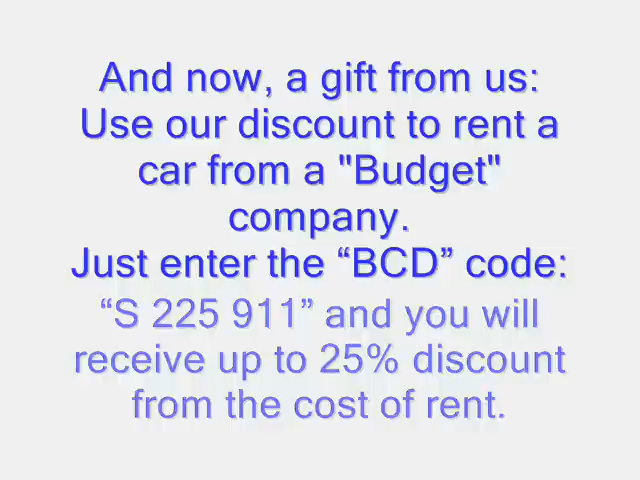 And now, a gift from us:
Use our discount to rent a
car from a "Budget"
company.
Just enter the “BCD” code:
“S 225 911” and you will
receive up to 25% discount
from the cost of rent.